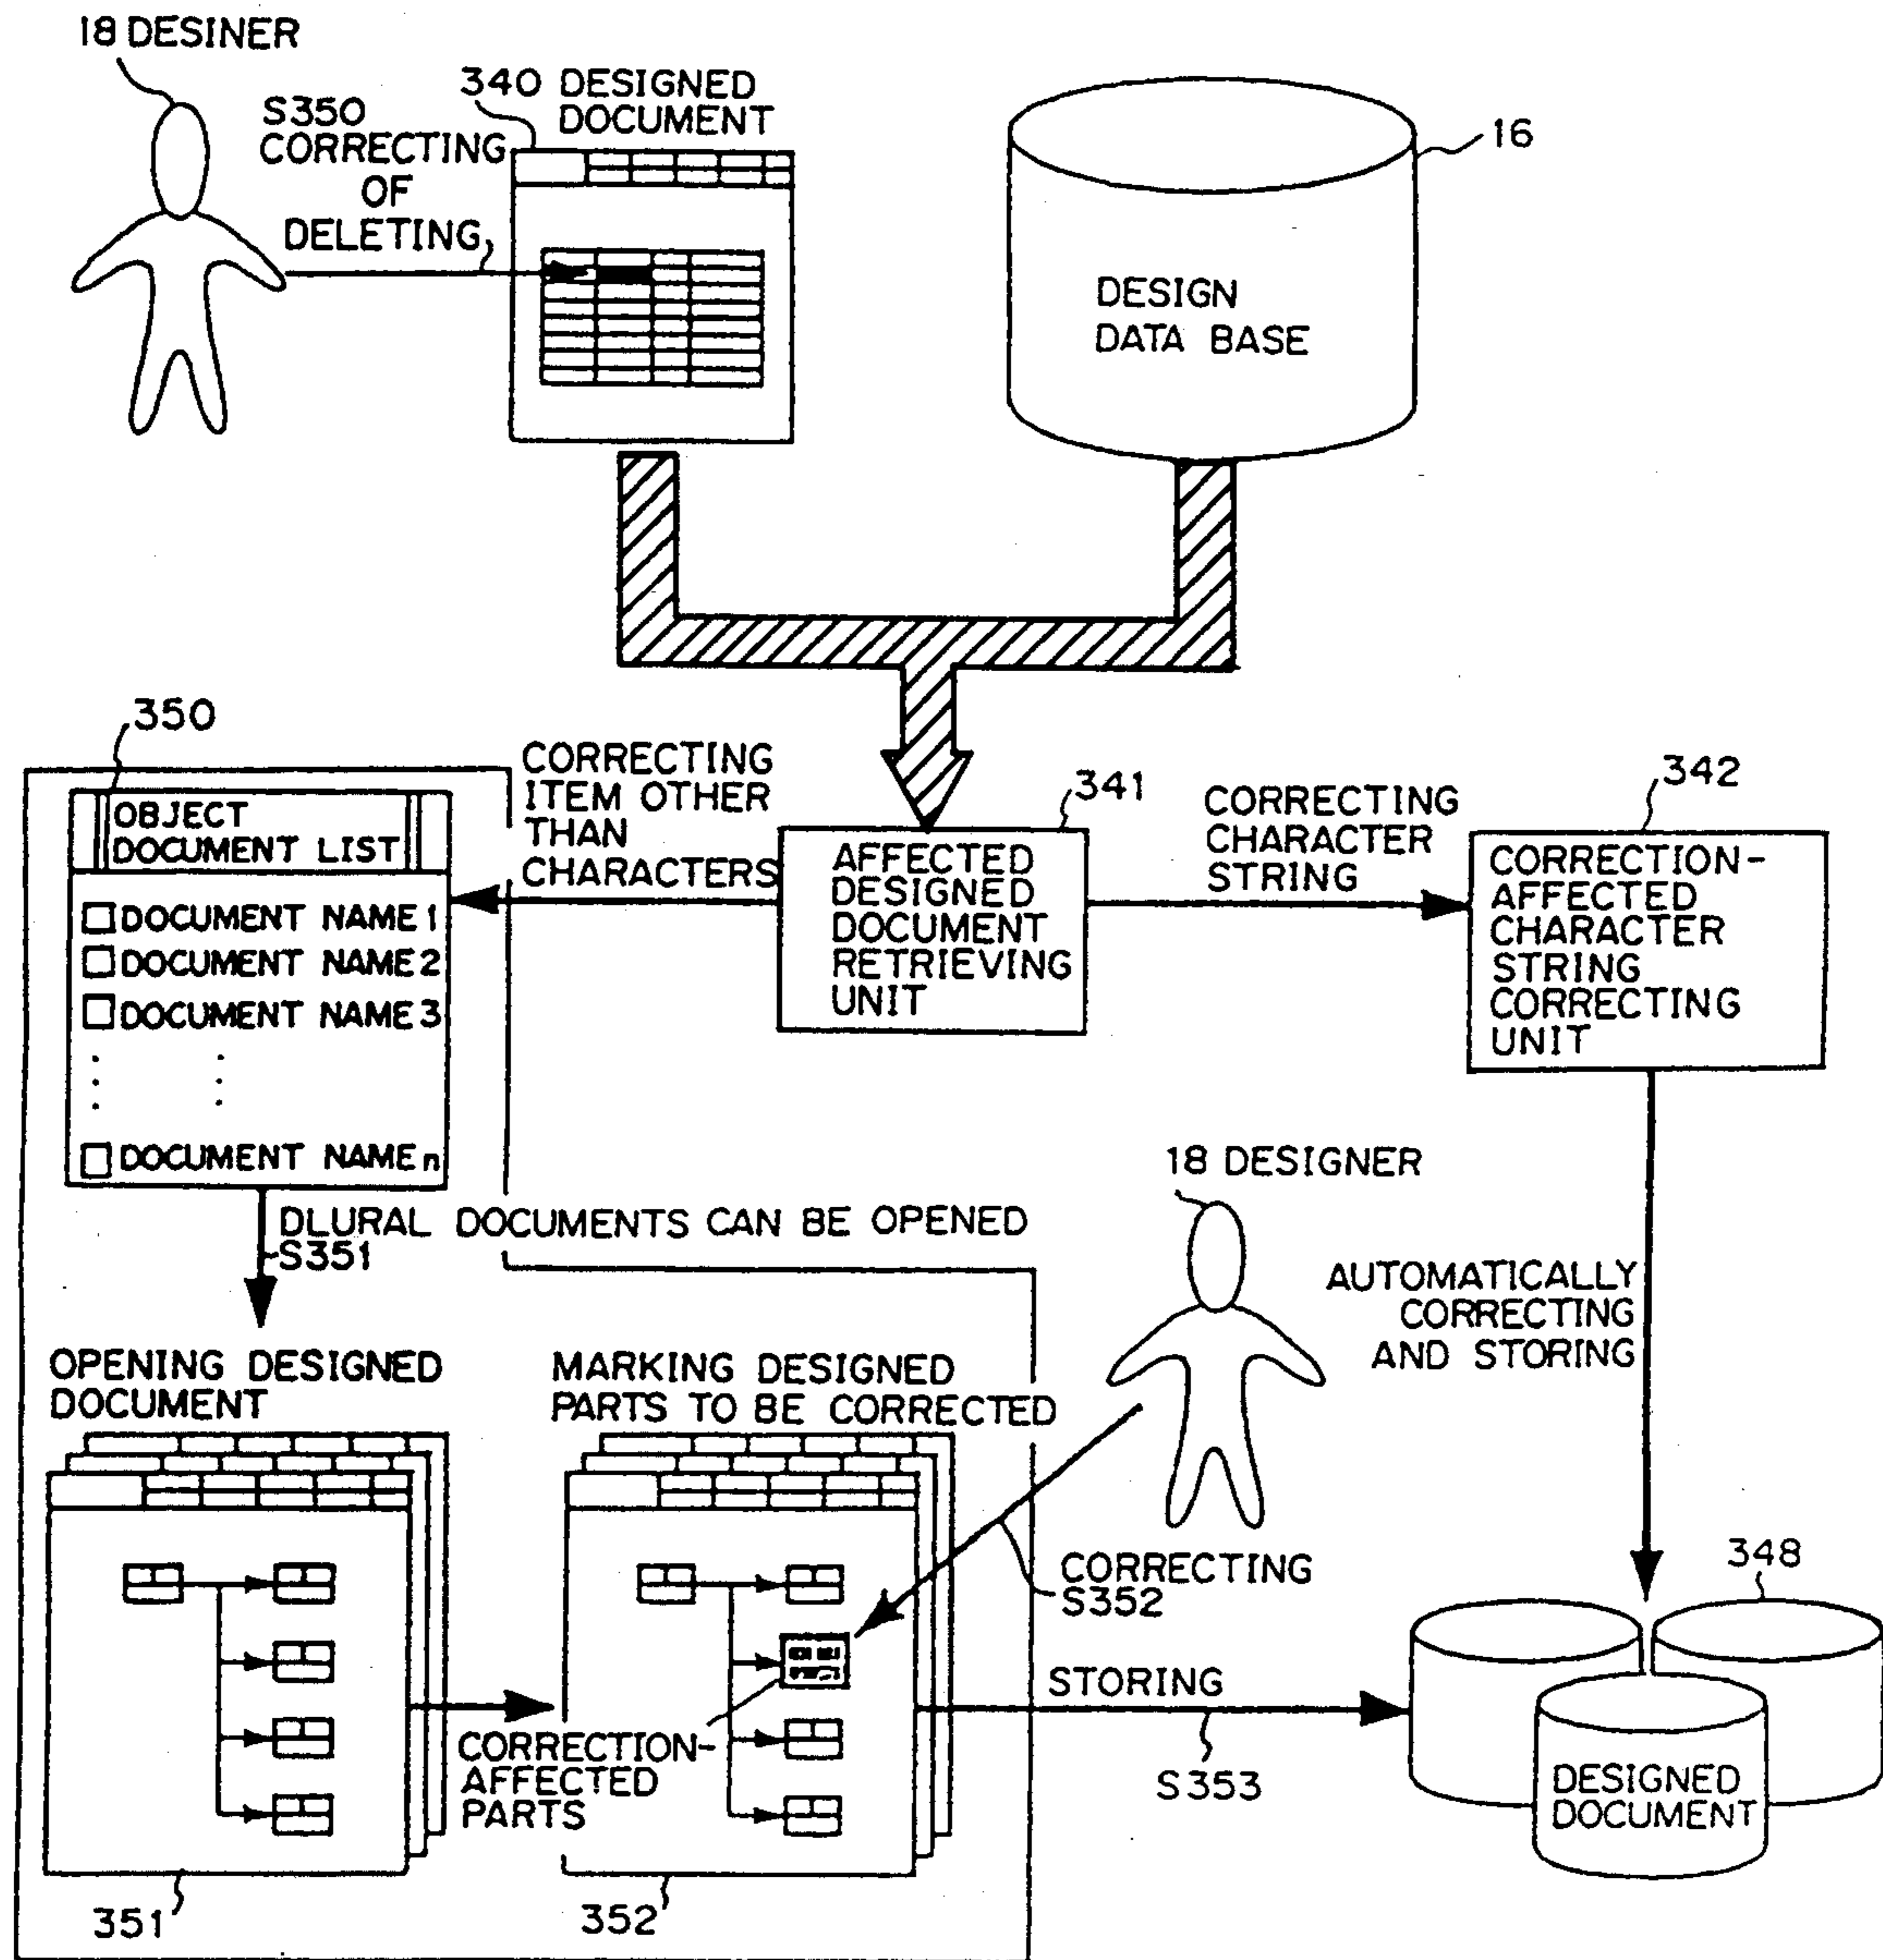 18 DESINER
S350
CORRECTING
OF
DELETING
340 DESIGNED
DOCUMENT
16
DESIGN
DATA BASE
350
OBJECT
DOCUMENT LIST
DOCUMENT NAME 1
DOCUMENT NAME 2
DOCUMENT NAME 3
DOCUMENT NAME n
CORRECTING
ITEM OTHER
THAN
CHARACTERS
341
AFFECTED
DESIGNED
DOCUMENT
RETRIEVING
UNIT
CORRECTING
CHARACTER
STRING
342
CORRECTION-
AFFECTED
CHARACTER
STRING
CORRECTING
UNIT
DLURAL DOCUMENTS CAN BE OPENED
S351
18 DESIGNER
AUTOMATICALLY
CORRECTING
AND STORING
OPENING DESIGNED
DOCUMENT
MARKING DESIGNED
PARTS TO BE CORRECTED
CORRECTING
S352
348
STORING
S353
CORRECTION-
AFFECTED
PARTS
DESIGNED
DOCUMENT
351
352